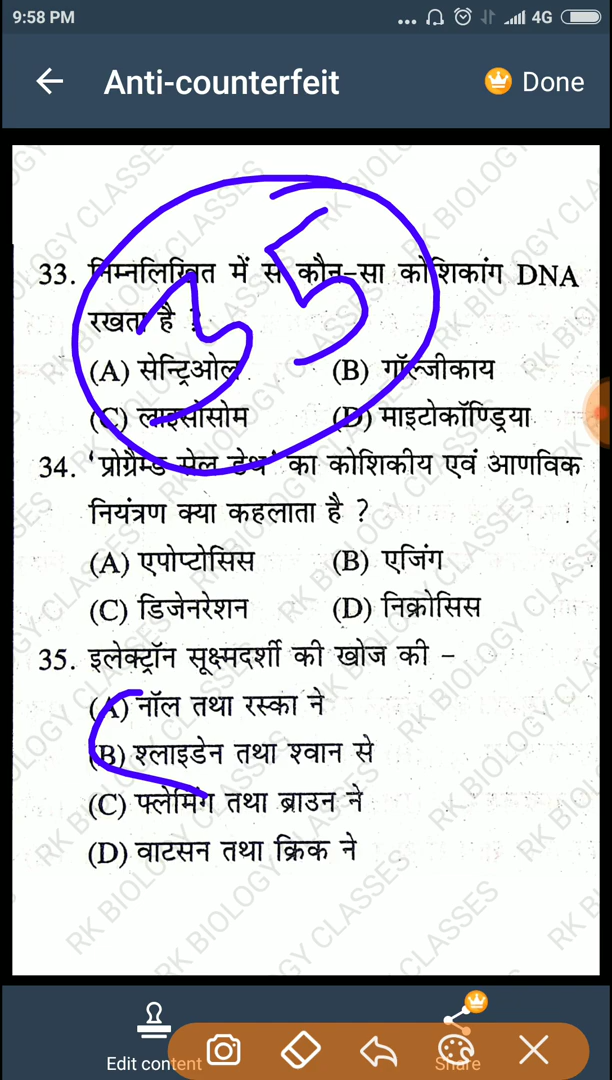 9:58 PM ... 4G
Anti-counterfeit Done
33. निम्नलिखित में से कौन-सा कोशिकांग DNA
रखता है ?
(A) सेन्ट्रिओल (B) गॉल्जीकाय
(C) लाइसोसोम (D) माइटोकॉण्ड्रिया
35
34. 'प्रोग्रैम्ड सेल डेथ' का कोशिकीय एवं आणविक
नियंत्रण क्या कहलाता है ?
(A) एपोप्टोसिस (B) एजिंग
(C) डिजेनरेशन (D) निक्रोसिस
35. इलेक्ट्रॉन सूक्ष्मदर्शी की खोज की –
(A) नॉल तथा रस्का ने
(B) श्लाइडेन तथा श्वान से
(C) फ्लेमिंग तथा ब्राउन ने
(D) वाटसन तथा क्रिक ने
RK BIOLOGY CLASSES
Edit content Share